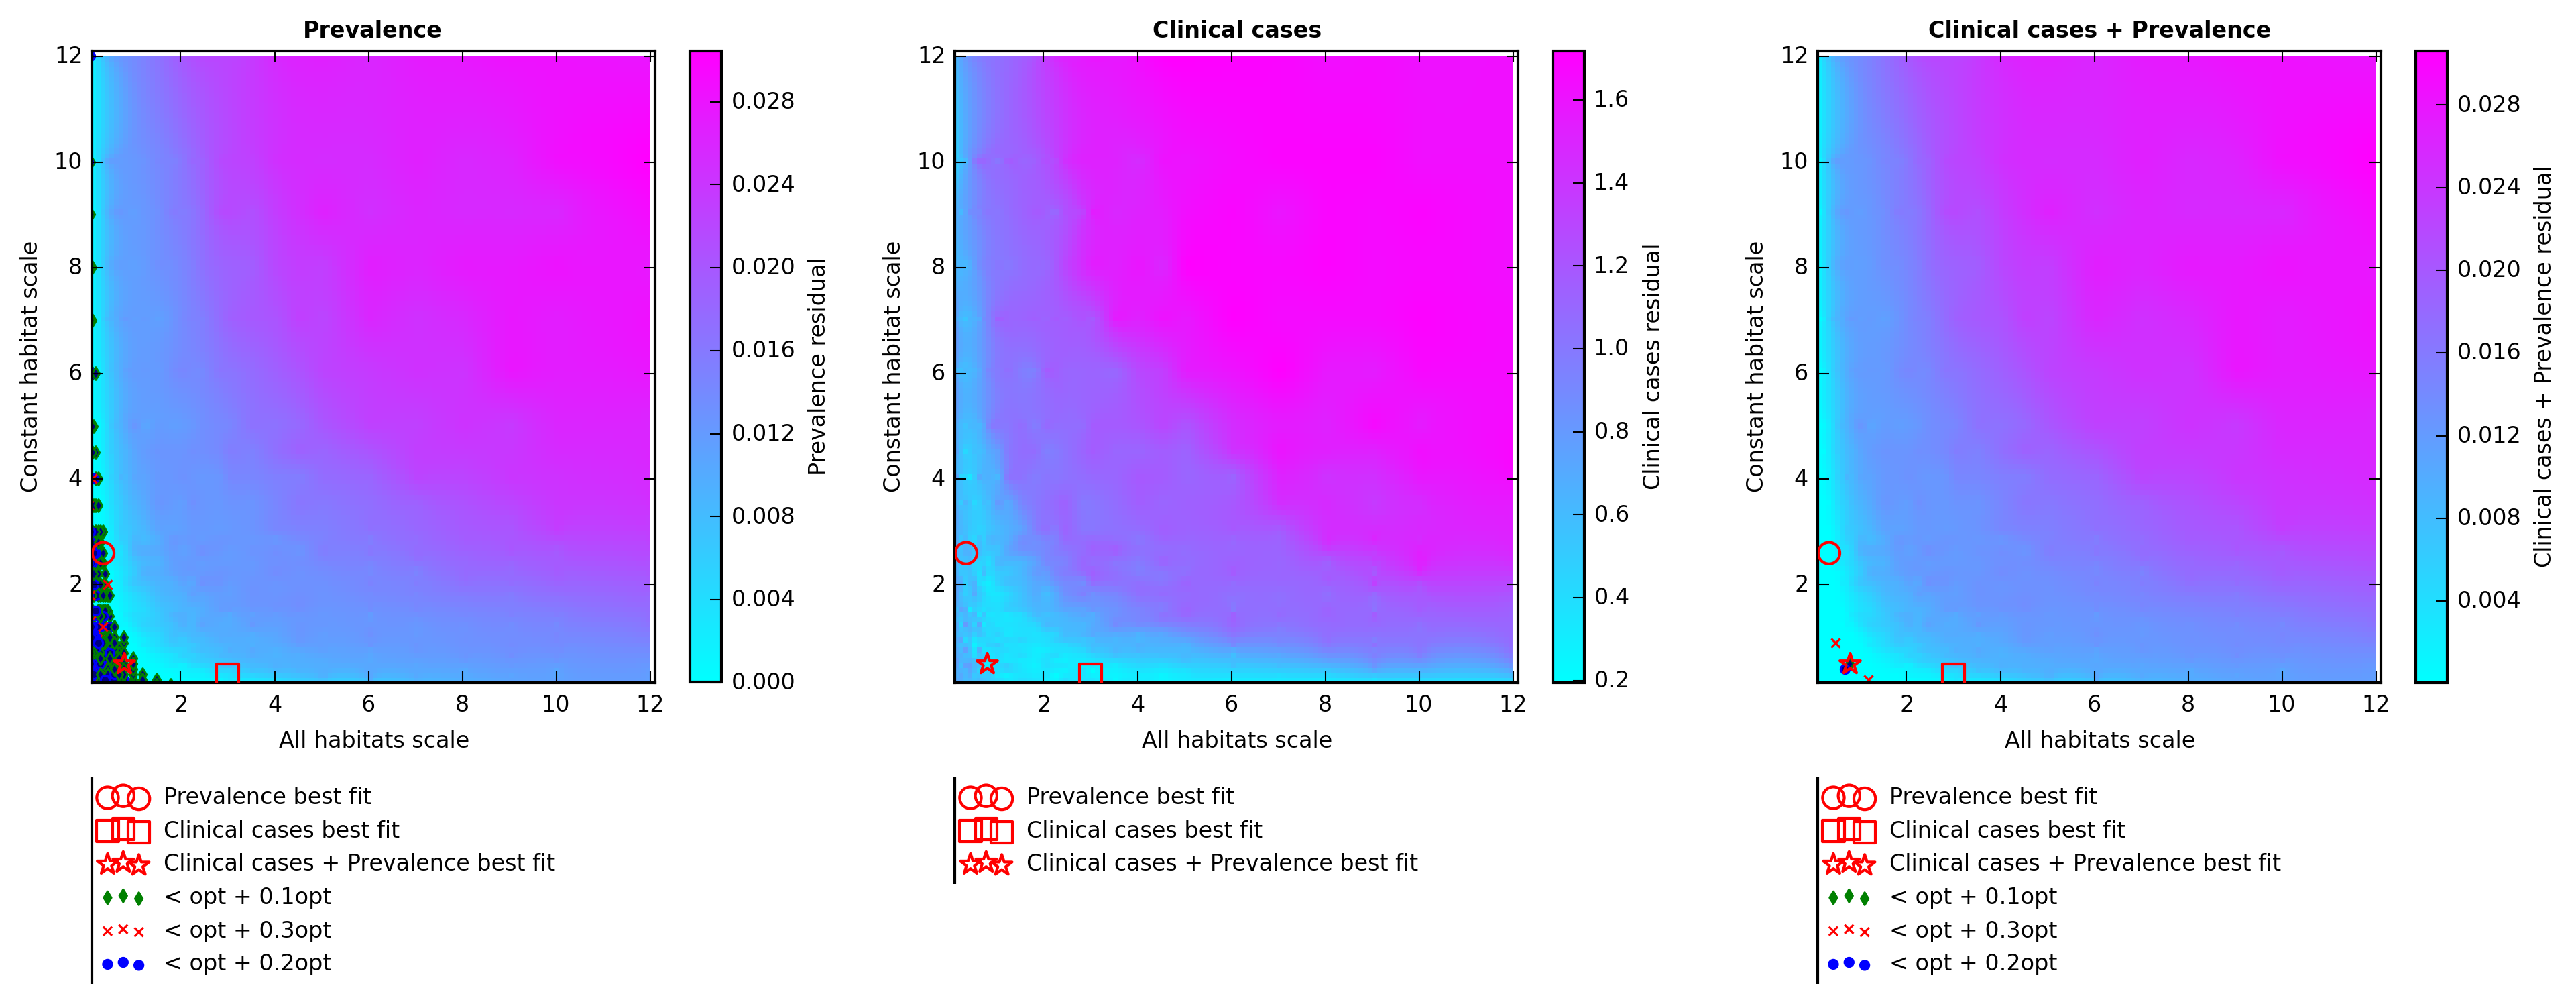 Prevalence
12
10
8
6
4
2
Constant habitat scale
2 4 6 8 10 12
All habitats scale
0.028
0.024
0.020
0.016
0.012
0.008
0.004
0.000
Prevalence residual
Prevalence best fit
Clinical cases best fit
Clinical cases + Prevalence best fit
< opt + 0.1opt
< opt + 0.3opt
< opt + 0.2opt
Clinical cases
12
10
8
6
4
2
Constant habitat scale
2 4 6 8 10 12
All habitats scale
1.6
1.4
1.2
1.0
0.8
0.6
0.4
0.2
Clinical cases residual
Prevalence best fit
Clinical cases best fit
Clinical cases + Prevalence best fit
Clinical cases + Prevalence
12
10
8
6
4
2
Constant habitat scale
2 4 6 8 10 12
All habitats scale
0.028
0.024
0.020
0.016
0.012
0.008
0.004
Clinical cases + Prevalence residual
Prevalence best fit
Clinical cases best fit
Clinical cases + Prevalence best fit
< opt + 0.1opt
< opt + 0.3opt
< opt + 0.2opt